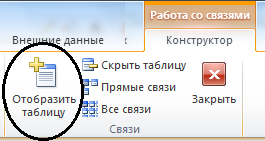 Работа со связями
Внешние данные
Конструктор
Отобразить
таблицу
Скрыть таблицу
Прямые связи
Все связи
Закрыть
Связи